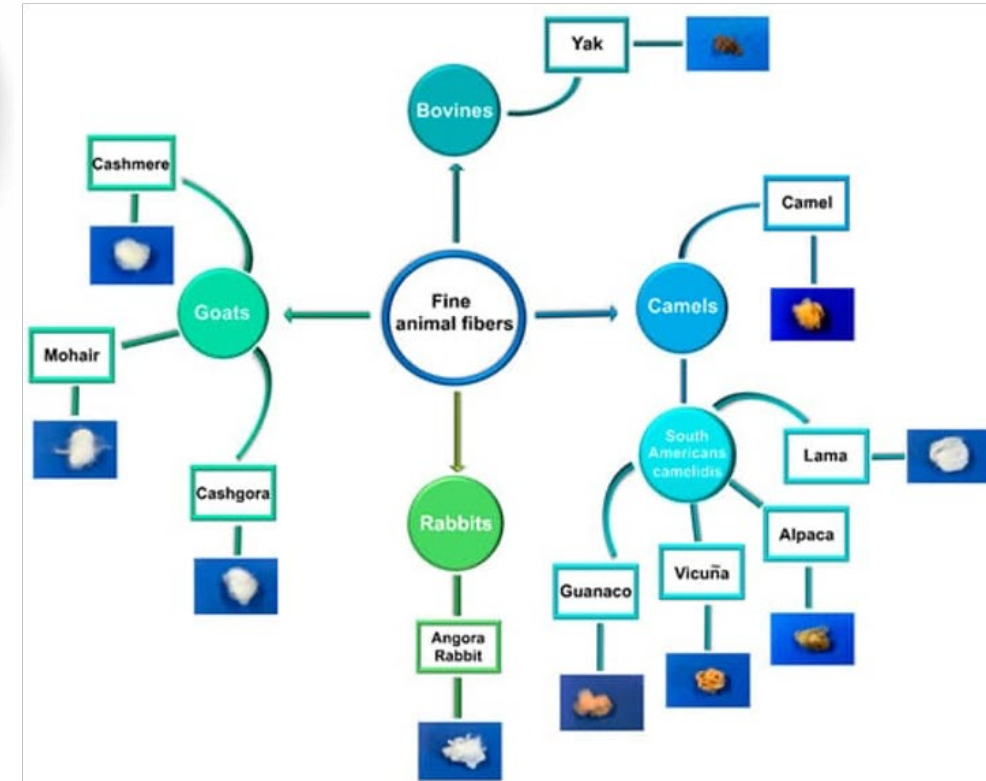 Yak
Bovines
Cashmere
Camel
Goats
Fine
animal fibers
Camels
Mohair
South
Americans
camelidis
Lama
Cashgora
Rabbits
Alpaca
Vicuña
Guanaco
Angora
Rabbit